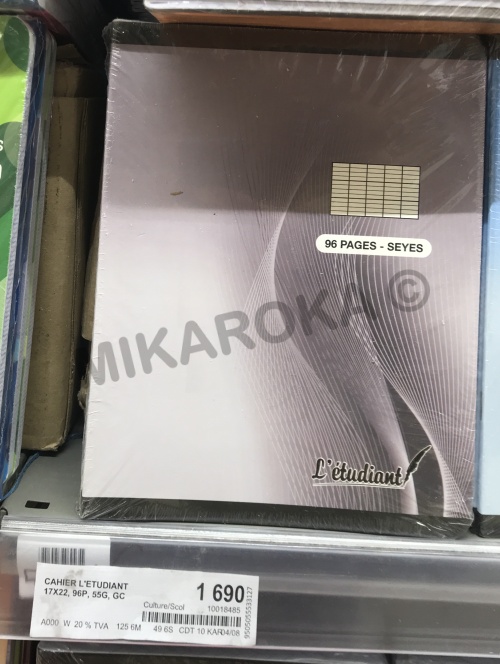 96 PAGES - SEYES
MIKAROKA ©
L'étudiant
CAHIER L'ETUDIANT
17X22, 96P, 55G, GC
1 690
Culture/Scol
10018485
A000 W 20 % TVA 125 6M 49.6S CDT 10 KAR04/08
9505055533127